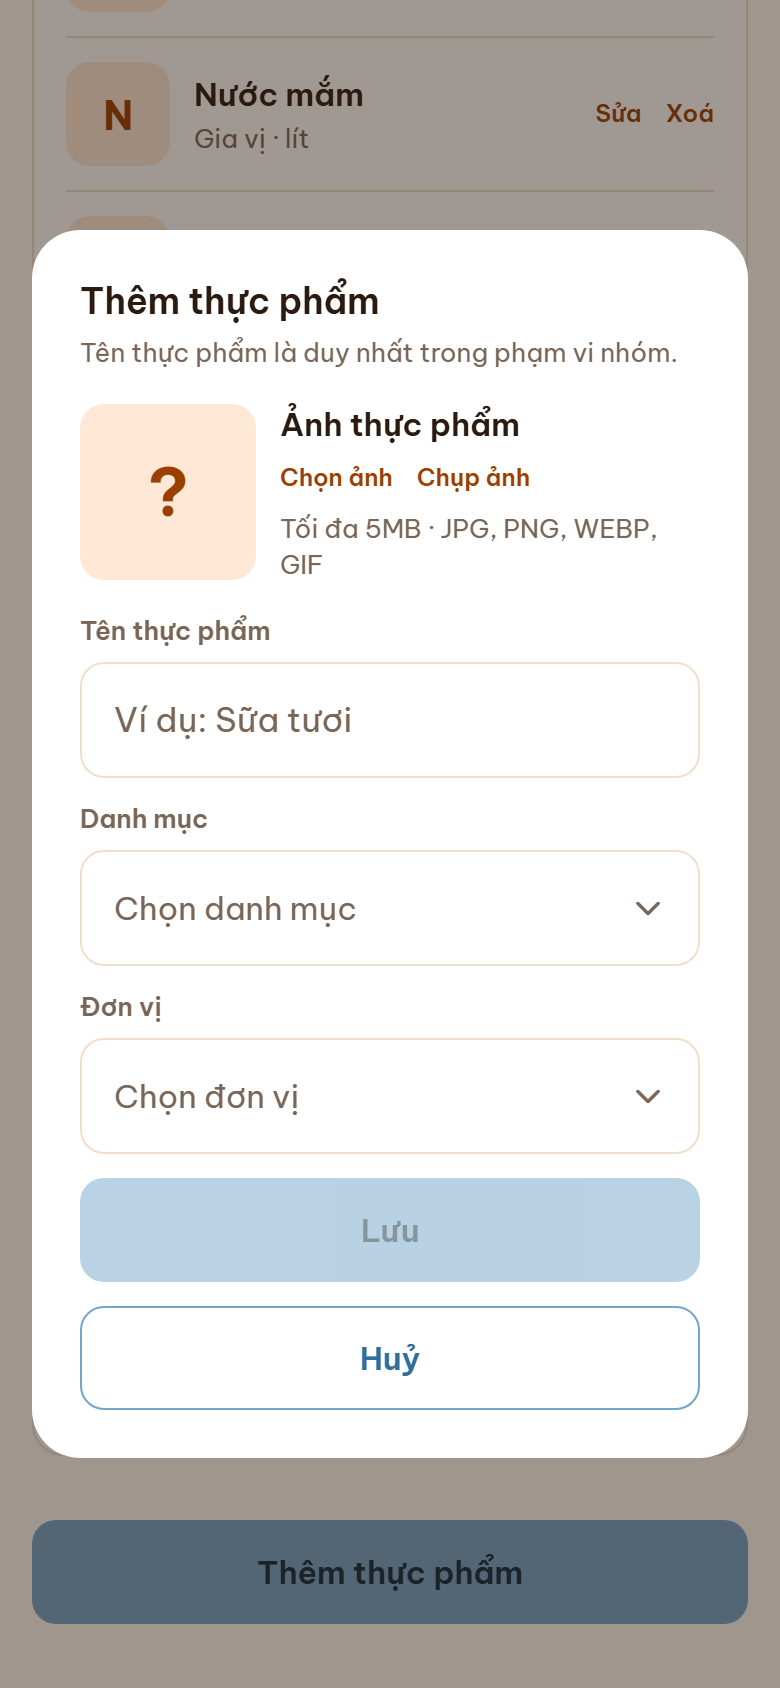 N
Nước mắm
Gia vị · lít
Sửa Xoá
Thêm thực phẩm
Tên thực phẩm là duy nhất trong phạm vi nhóm.
?
Ảnh thực phẩm
Chọn ảnh Chụp ảnh
Tối đa 5MB · JPG, PNG, WEBP,
GIF
Tên thực phẩm
Ví dụ: Sữa tươi
Danh mục
Chọn danh mục
Đơn vị
Chọn đơn vị
Lưu
Huỷ
Thêm thực phẩm